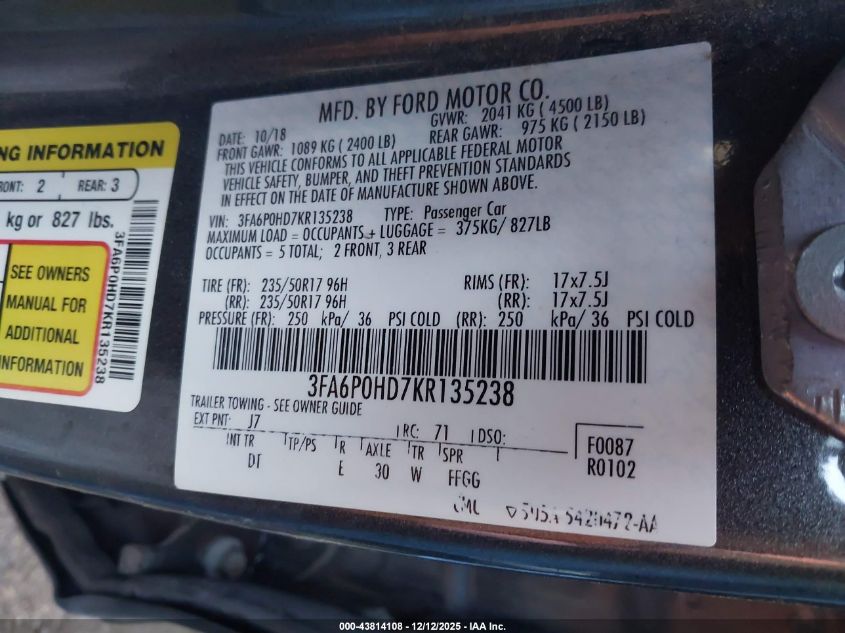 MFD. BY FORD MOTOR CO.
DATE: 10/18 GVWR: 2041 KG ( 4500 LB)
FRONT GAWR: 1089 KG ( 2400 LB) REAR GAWR: 975 KG ( 2150 LB)
THIS VEHICLE CONFORMS TO ALL APPLICABLE FEDERAL MOTOR
VEHICLE SAFETY, BUMPER, AND THEFT PREVENTION STANDARDS
IN EFFECT ON THE DATE OF MANUFACTURE SHOWN ABOVE.
VIN: 3FA6P0HD7KR135238 TYPE: Passenger Car
MAXIMUM LOAD = OCCUPANTS + LUGGAGE = 375KG/ 827LB
OCCUPANTS = 5 TOTAL; 2 FRONT, 3 REAR
TIRE (FR): 235/50R17 96H RIMS (FR): 17x7.5J
(RR): 235/50R17 96H (RR): 17x7.5J
PRESSURE (FR): 250 kPa/ 36 PSI COLD (RR): 250 kPa/ 36 PSI COLD
3FA6P0HD7KR135238
TRAILER TOWING - SEE OWNER GUIDE
EXT PNT: J7 RC: 71 DSO:
INT TR TP/PS R AXLE TR SPR
DT E 30 W FFGG
F0087
R0102
NG INFORMATION
RONT: 2 REAR: 3
kg or 827 lbs.
SEE OWNERS
MANUAL FOR
ADDITIONAL
INFORMATION
3FA6P0HD7KR135238
000-43814108 - 12/12/2025 - IAA Inc.